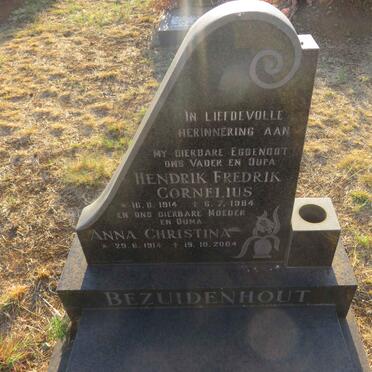 IN LIEFDEVOLLE
HERINNERING AAN
MY DIERBARE EGGENOOT
ONS VADER EN OUPA
HENDRIK FREDRIK
CORNELIUS
* 16.8.1914 † 6.7.1984
EN ONS DIERBARE MOEDER
EN OUMA
ANNA CHRISTINA
* 29.6.1914 † 19.10.2004
BEZUIDENHOUT